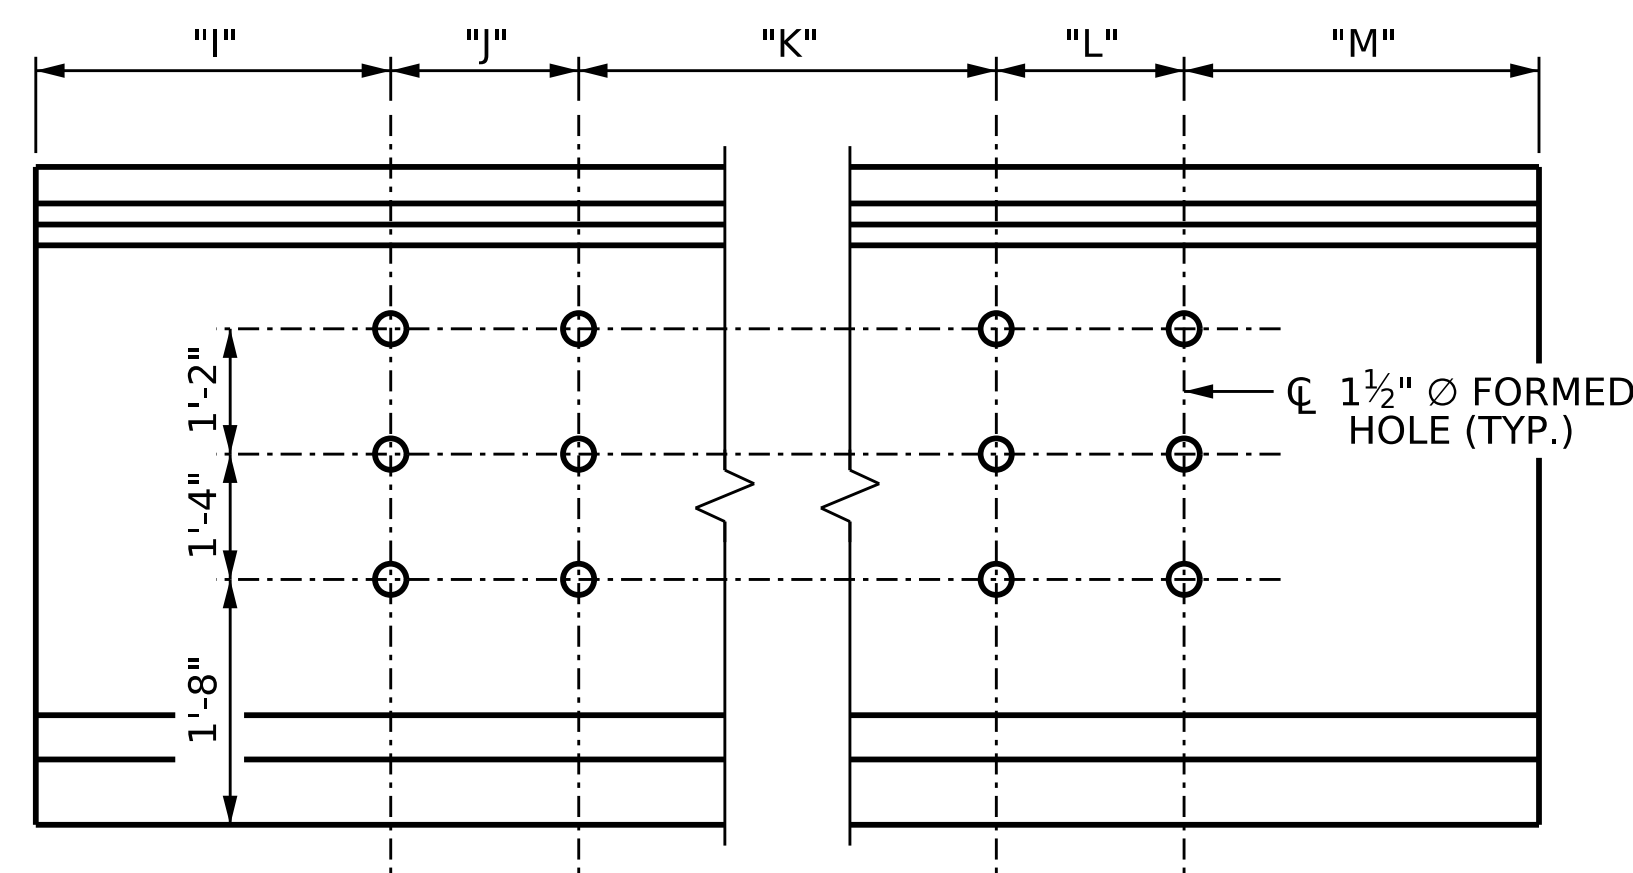 "I" "J" "K" "L" "M"
1'-2"
℄ 1½" ∅ FORMED
HOLE (TYP.)
1'-4"
1'-8"